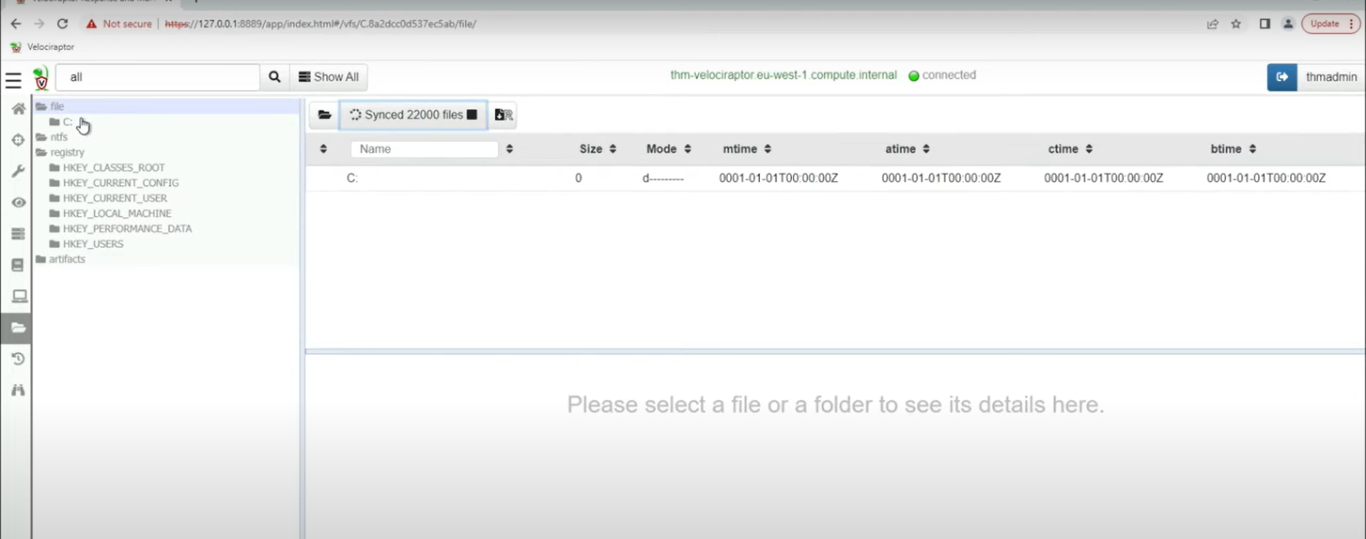 Not secure https://127.0.0.1:8889/app/index.html#/vfs/C.8a2dcc0d537ec5ab/file/ Update
Velociraptor
all Show All thm-velociraptor.eu-west-1.compute.internal connected thmadmin
file
C:
ntfs
registry
HKEY_CLASSES_ROOT
HKEY_CURRENT_CONFIG
HKEY_CURRENT_USER
HKEY_LOCAL_MACHINE
HKEY_PERFORMANCE_DATA
HKEY_USERS
artifacts
Synced 22000 files
Name Size Mode mtime atime ctime btime
C: 0 d--------- 0001-01-01T00:00:00Z 0001-01-01T00:00:00Z 0001-01-01T00:00:00Z 0001-01-01T00:00:00Z
Please select a file or a folder to see its details here.